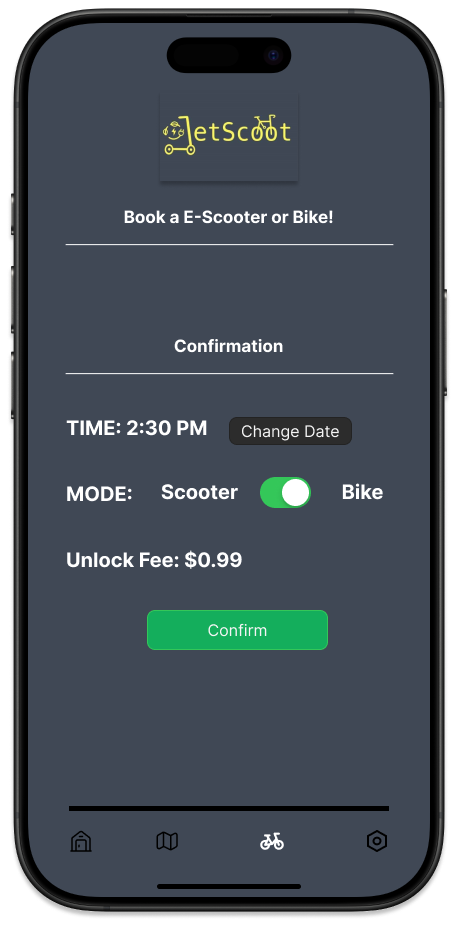 JetScoot
Book a E-Scooter or Bike!
Confirmation
TIME: 2:30 PM Change Date
MODE: Scooter Bike
Unlock Fee: $0.99
Confirm